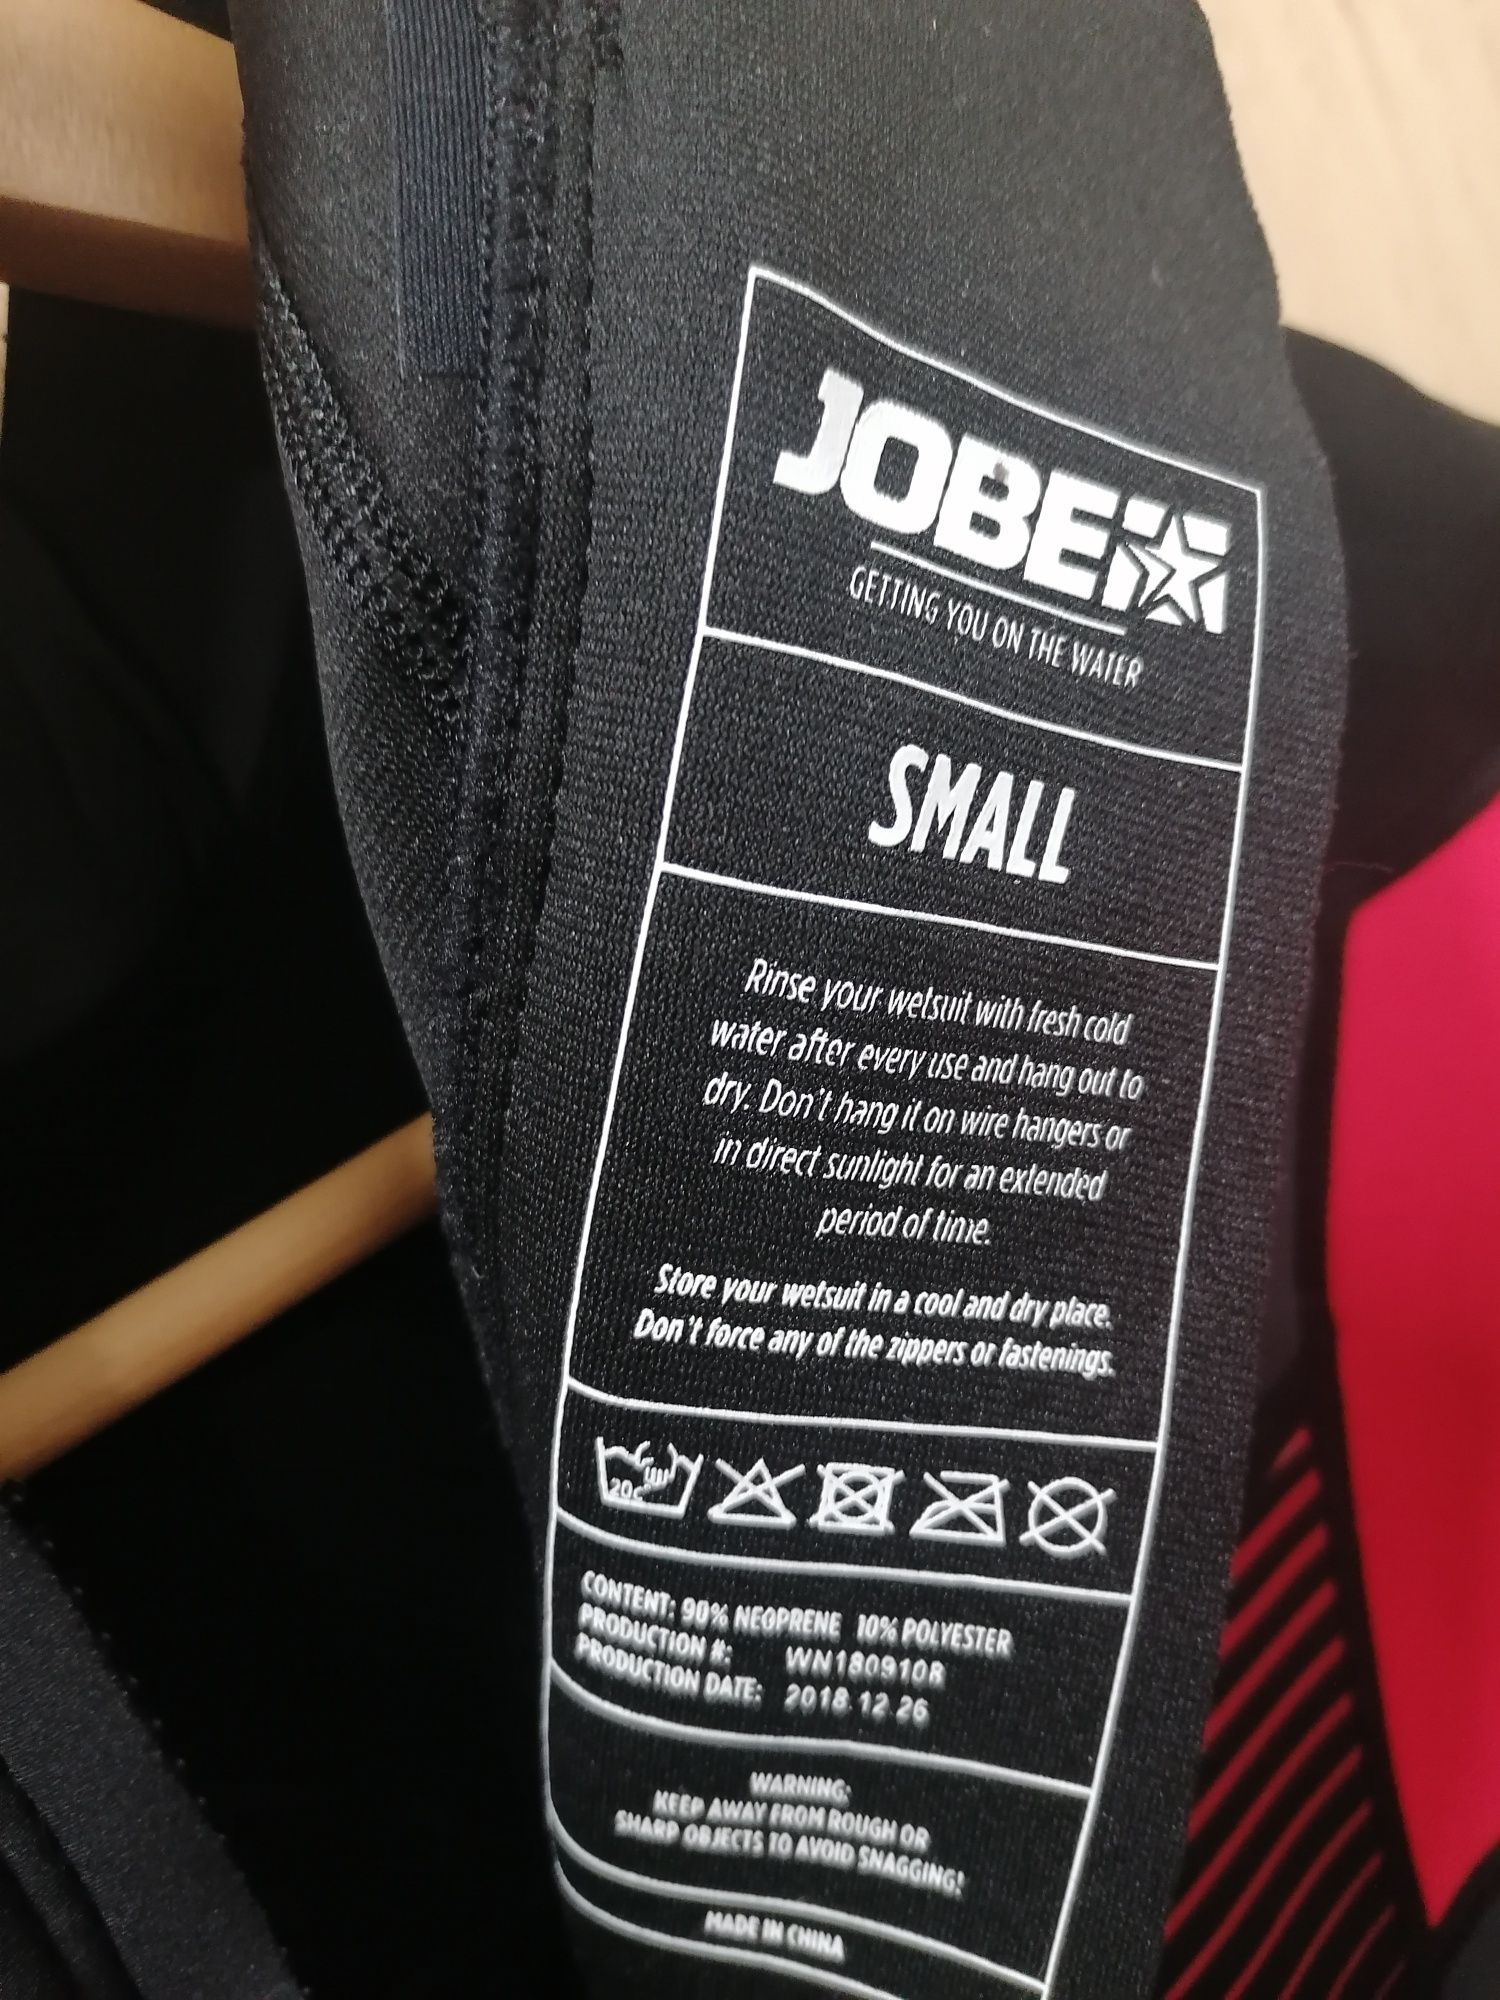 JOBE
GETTING YOU ON THE WATER
SMALL
Rinse your wetsuit with fresh cold
water after every use and hang out to
dry. Don't hang it on wire hangers or
in direct sunlight for an extended
period of time.
Store your wetsuit in a cool and dry place.
Don't force any of the zippers or fastenings.
20c
CONTENT: 90% NEOPRENE 10% POLYESTER
PRODUCTION #:
PRODUCTION DATE: 2018.12.26
WARNING:
KEEP AWAY FROM ROUGH OR
SHARP OBJECTS TO AVOID SNAGGING!
MADE IN CHINA